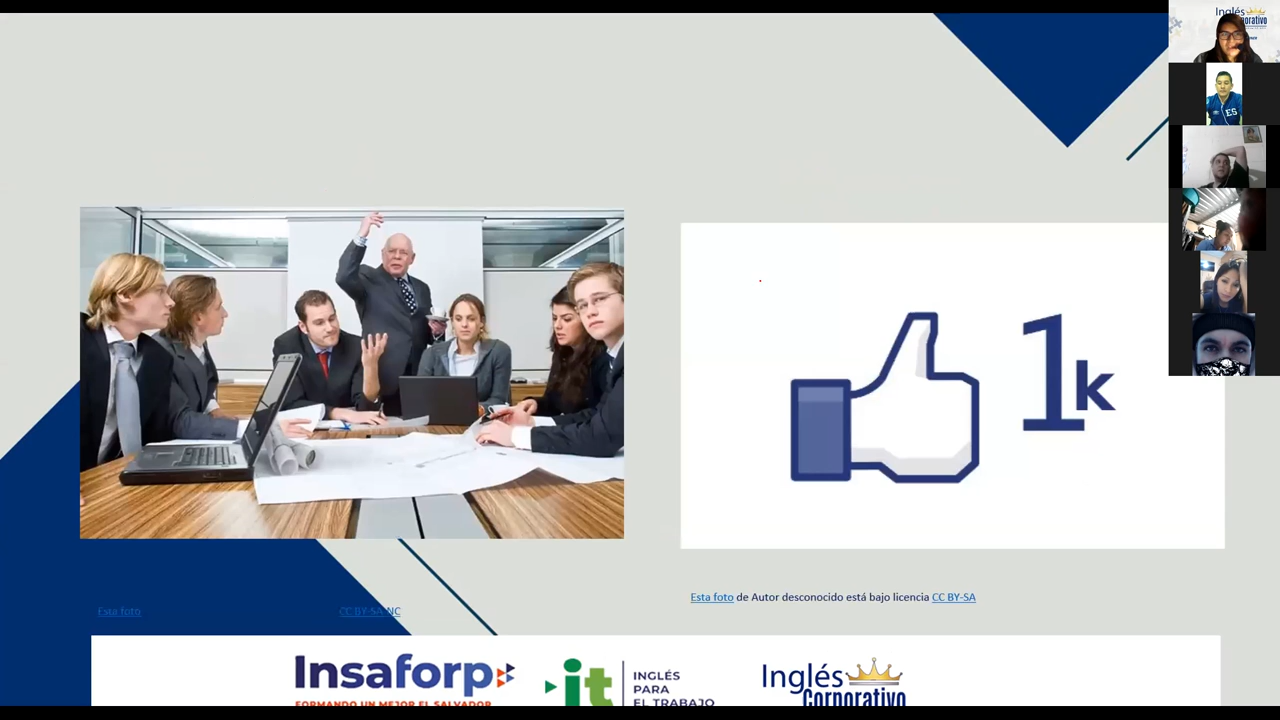 Inglés
ES
1k
Esta foto de Autor desconocido está bajo licencia CC BY-SA
Esta foto CC BY-SA-NC
Insaforp
FORMANDO UN MEJOR EL SALVADOR
it
INGLÉS
PARA
EL TRABAJO
Inglés
Corporativo